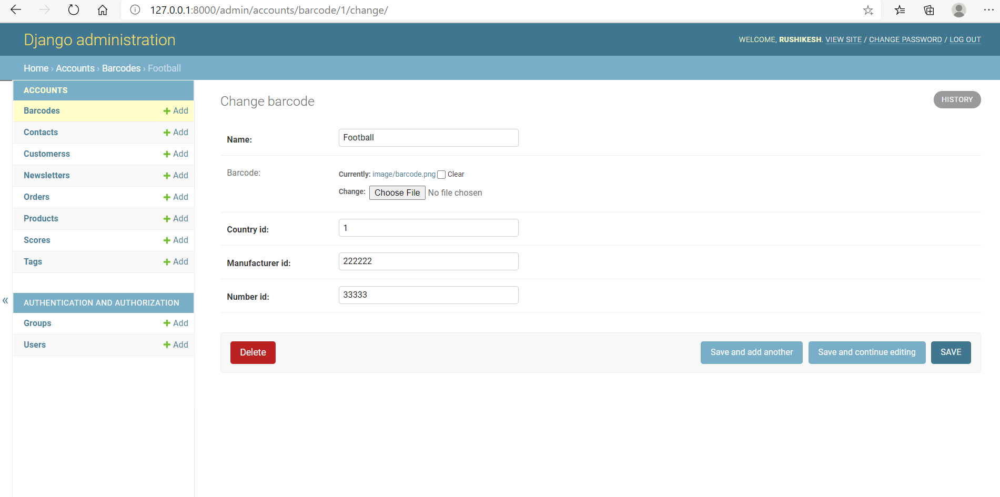 127.0.0.1:8000/admin/accounts/barcode/1/change/
Django administration
WELCOME, RUSHIKESH. VIEW SITE / CHANGE PASSWORD / LOG OUT
Home › Accounts › Barcodes › Football
ACCOUNTS
Barcodes + Add
Contacts + Add
Customerss + Add
Newsletters + Add
Orders + Add
Products + Add
Scores + Add
Tags + Add
«
AUTHENTICATION AND AUTHORIZATION
Groups + Add
Users + Add
Change barcode
HISTORY
Name: Football
Barcode: Currently: image/barcode.png Clear
Change: Choose File No file chosen
Country id: 1
Manufacturer id: 222222
Number id: 33333
Delete
Save and add another
Save and continue editing
SAVE